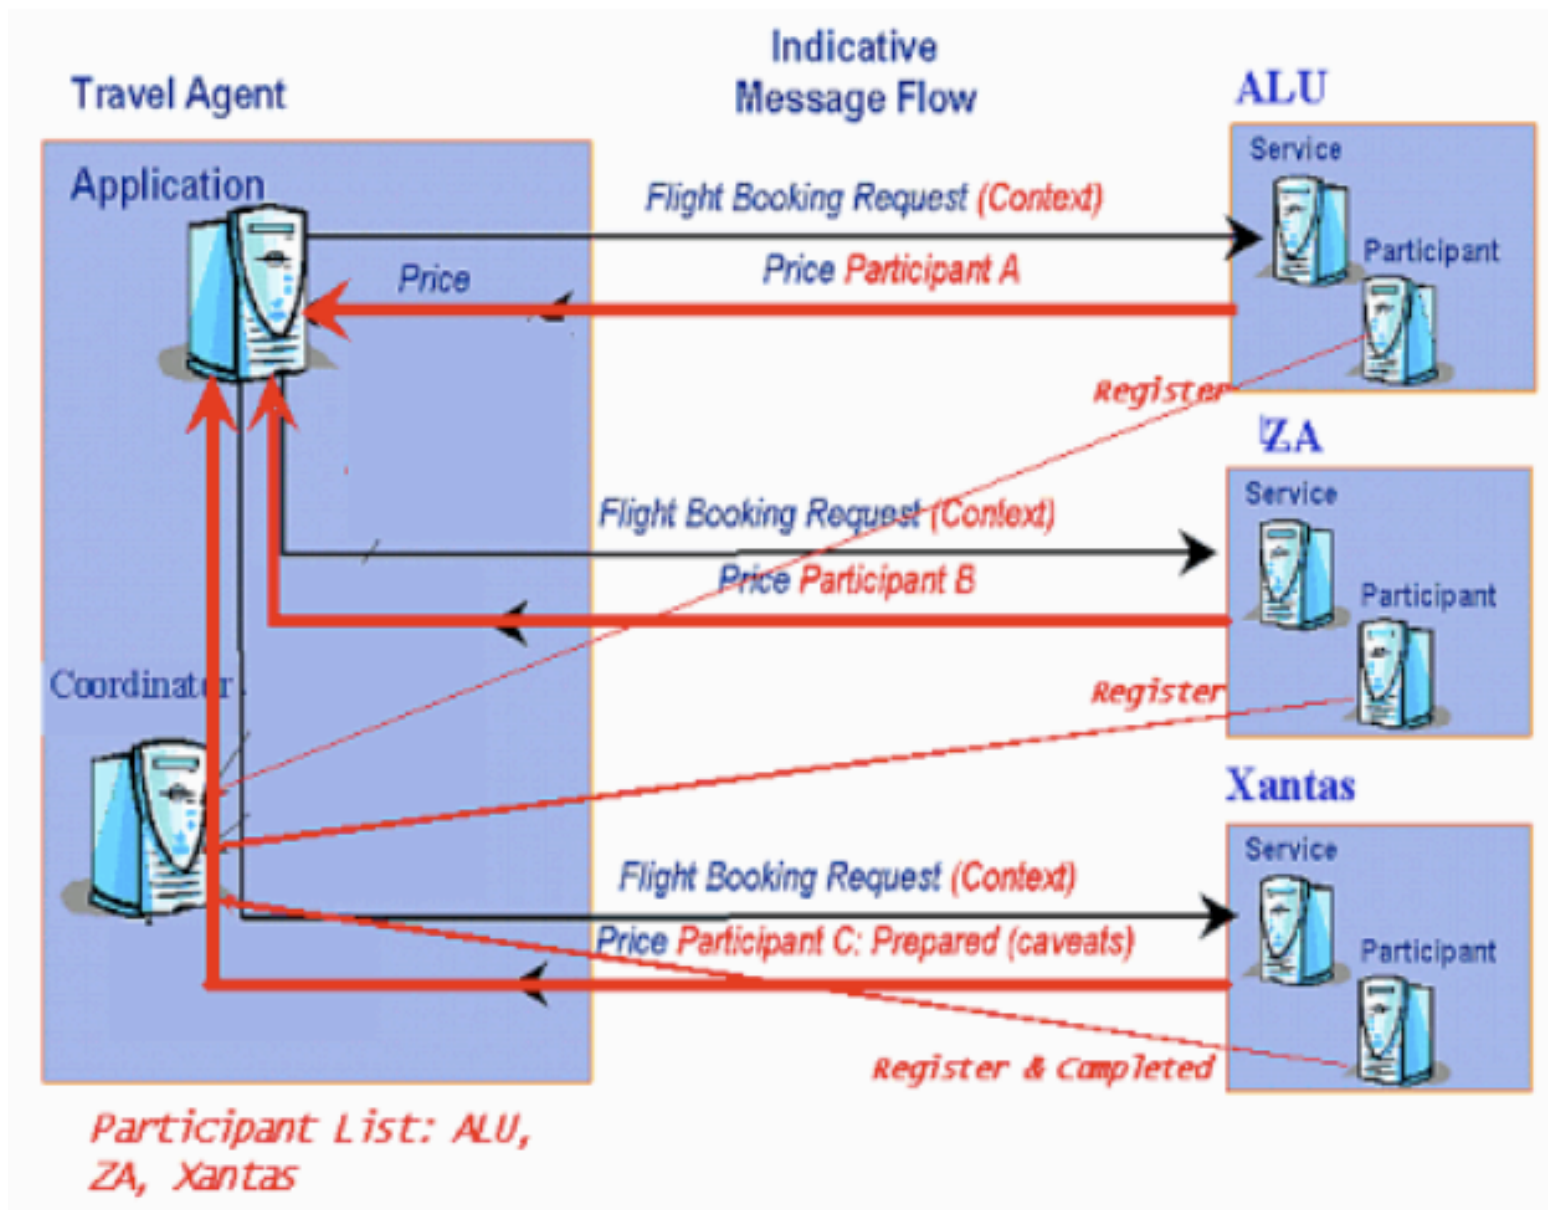 Indicative
Message Flow
Travel Agent
ALU
Application
Service
Flight Booking Request (Context)
Participant
Price
Price Participant A
Register
ZA
Service
Flight Booking Request (Context)
Price Participant B
Participant
Coordinator
Register
Xantas
Service
Flight Booking Request (Context)
Price Participant C: Prepared (caveats)
Participant
Register & Completed
Participant List: ALU,
ZA, Xantas